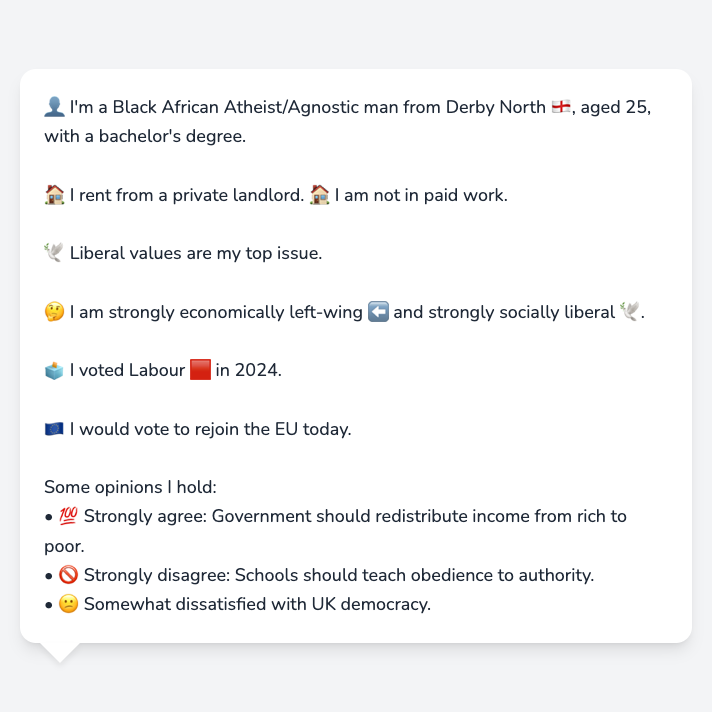 👤 I'm a Black African Atheist/Agnostic man from Derby North 🏴󠁧󠁢󠁥󠁮󠁧󠁿, aged 25,
with a bachelor's degree.
🏠 I rent from a private landlord. 🏠 I am not in paid work.
🕊️ Liberal values are my top issue.
🤔 I am strongly economically left-wing ⬅️ and strongly socially liberal 🕊️.
🗳️ I voted Labour 🟥 in 2024.
🇪🇺 I would vote to rejoin the EU today.
Some opinions I hold:
• 💯 Strongly agree: Government should redistribute income from rich to
poor.
• 🚫 Strongly disagree: Schools should teach obedience to authority.
• 😕 Somewhat dissatisfied with UK democracy.